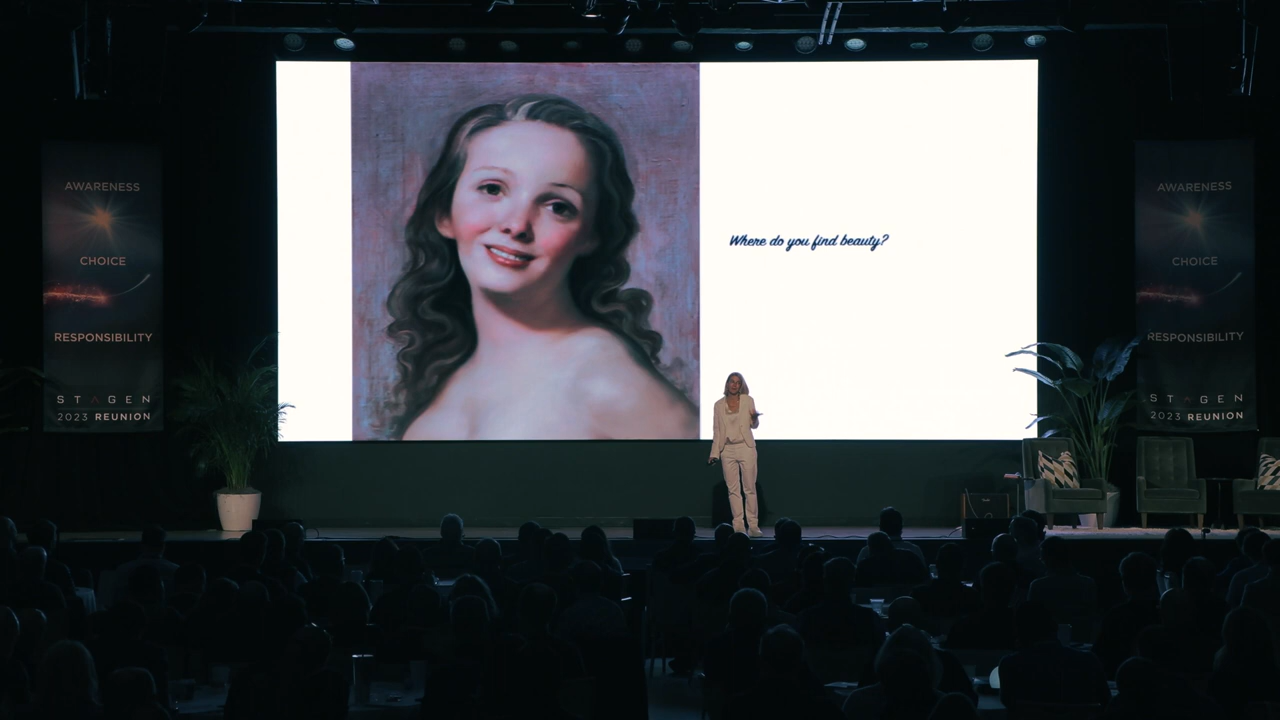 AWARENESS
CHOICE
RESPONSIBILITY
STAGEN
2023 REUNION
Where do you find beauty?
AWARENESS
CHOICE
RESPONSIBILITY
STAGEN
2023 REUNION